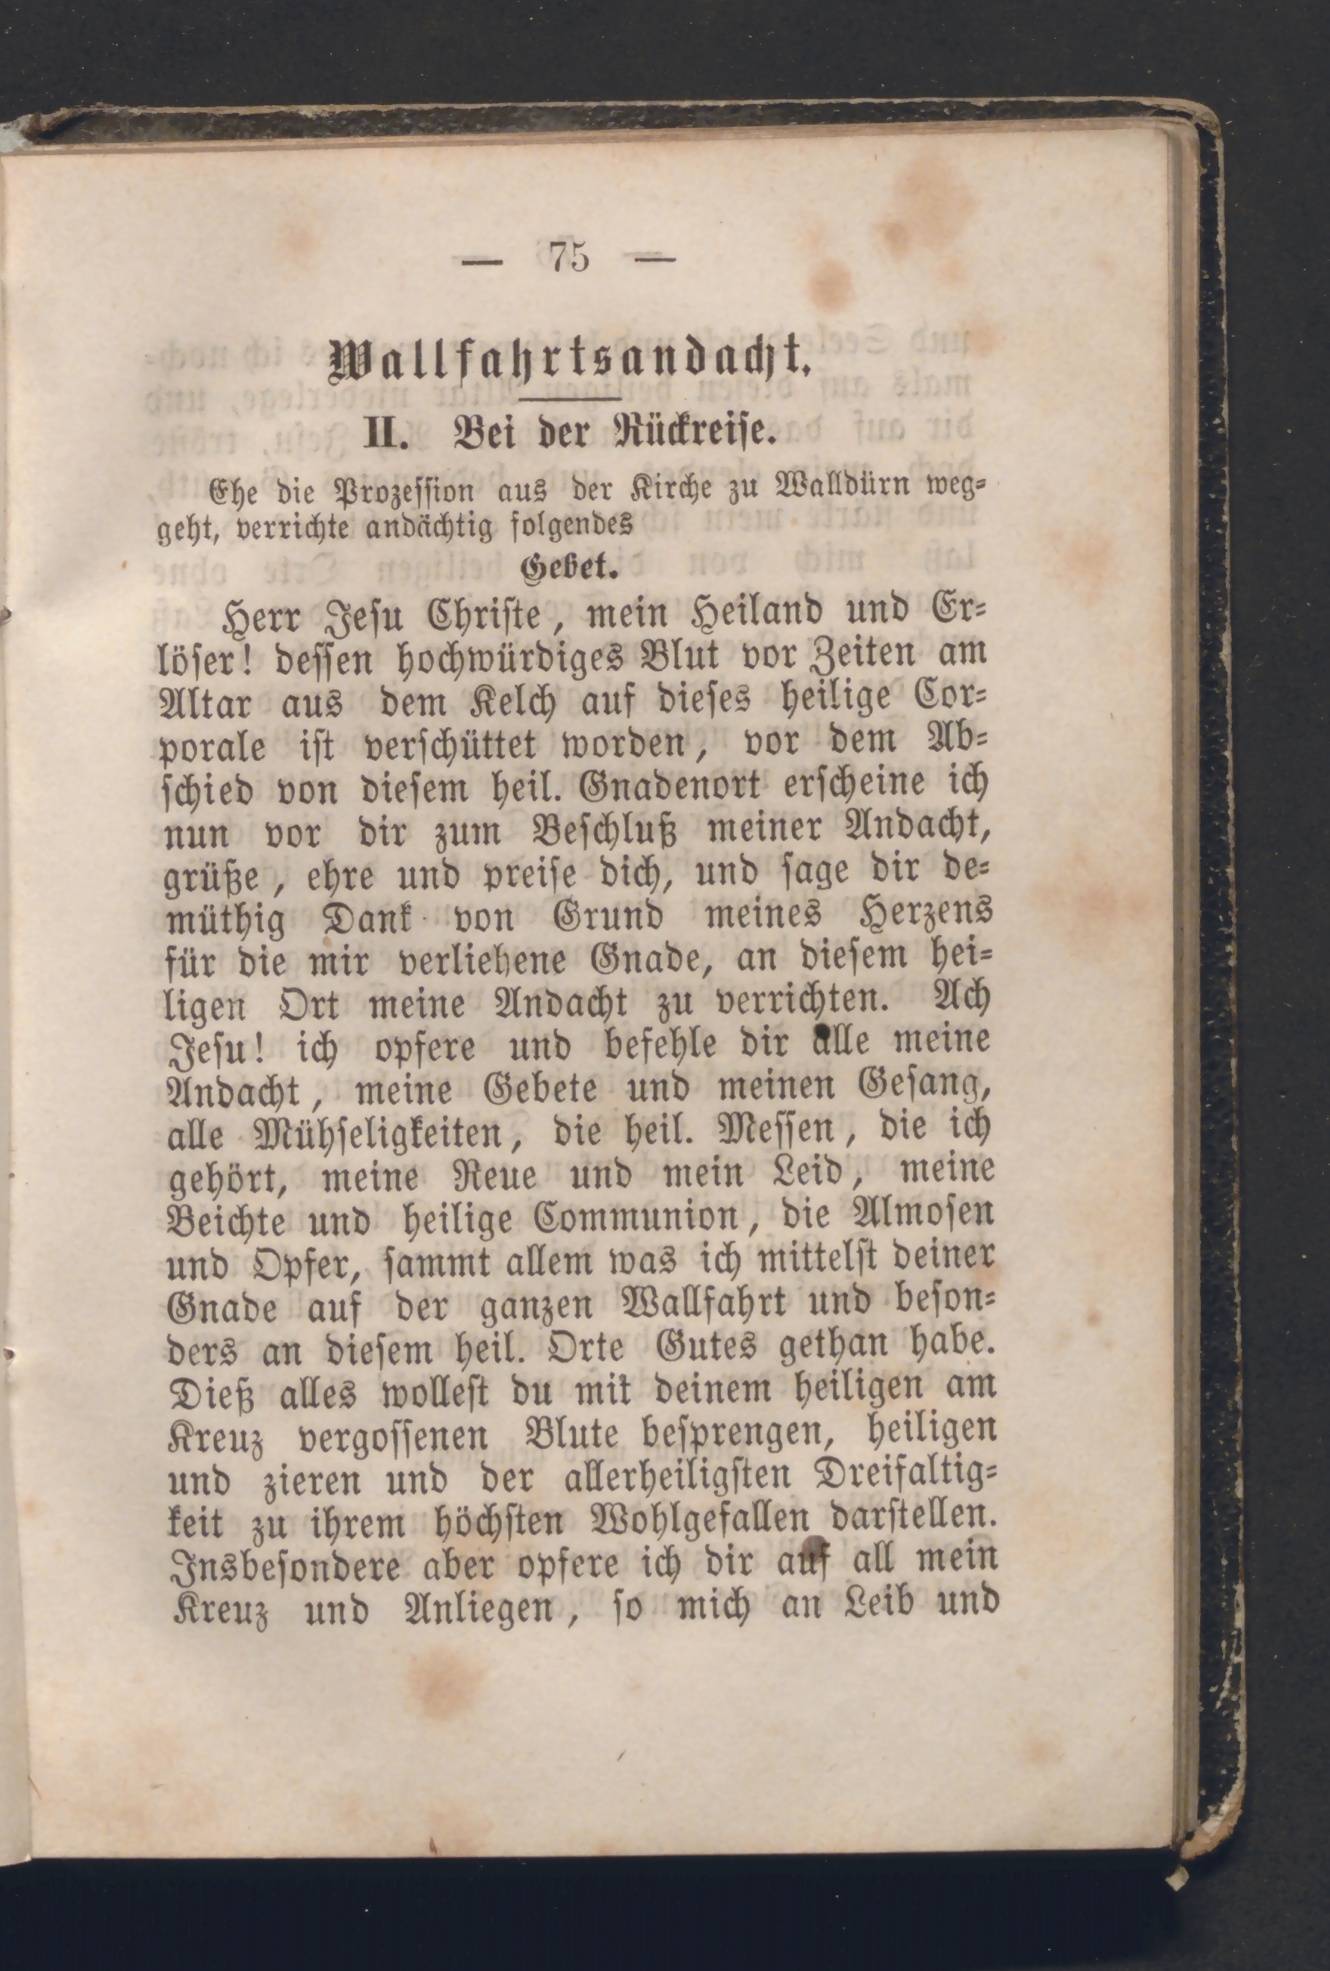 — 75 —
Wallfahrtsandacht.
II. Bei der Rückreise.
Ehe die Prozession aus der Kirche zu Walldürn weg-
geht, verrichte andächtig folgendes
Gebet.
Herr Jesu Christe, mein Heiland und Er-
löser! dessen hochwürdiges Blut vor Zeiten am
Altar aus dem Kelch auf dieses heilige Cor-
porale ist verschüttet worden, vor dem Ab-
schied von diesem heil. Gnadenort erscheine ich
nun vor dir zum Beschluß meiner Andacht,
grüße, ehre und preise dich, und sage dir de-
müthig Dank von Grund meines Herzens
für die mir verliehene Gnade, an diesem hei-
ligen Ort meine Andacht zu verrichten. Ach
Jesu! ich opfere und befehle dir alle meine
Andacht, meine Gebete und meinen Gesang,
alle Mühseligkeiten, die heil. Messen, die ich
gehört, meine Reue und mein Leid, meine
Beichte und heilige Communion, die Almosen
und Opfer, sammt allem was ich mittelst deiner
Gnade auf der ganzen Wallfahrt und beson-
ders an diesem heil. Orte Gutes gethan habe.
Dieß alles wollest du mit deinem heiligen am
Kreuz vergossenen Blute besprengen, heiligen
und zieren und der allerheiligsten Dreifaltig-
keit zu ihrem höchsten Wohlgefallen darstellen.
Insbesondere aber opfere ich dir auf all mein
Kreuz und Anliegen, so mich an Leib und